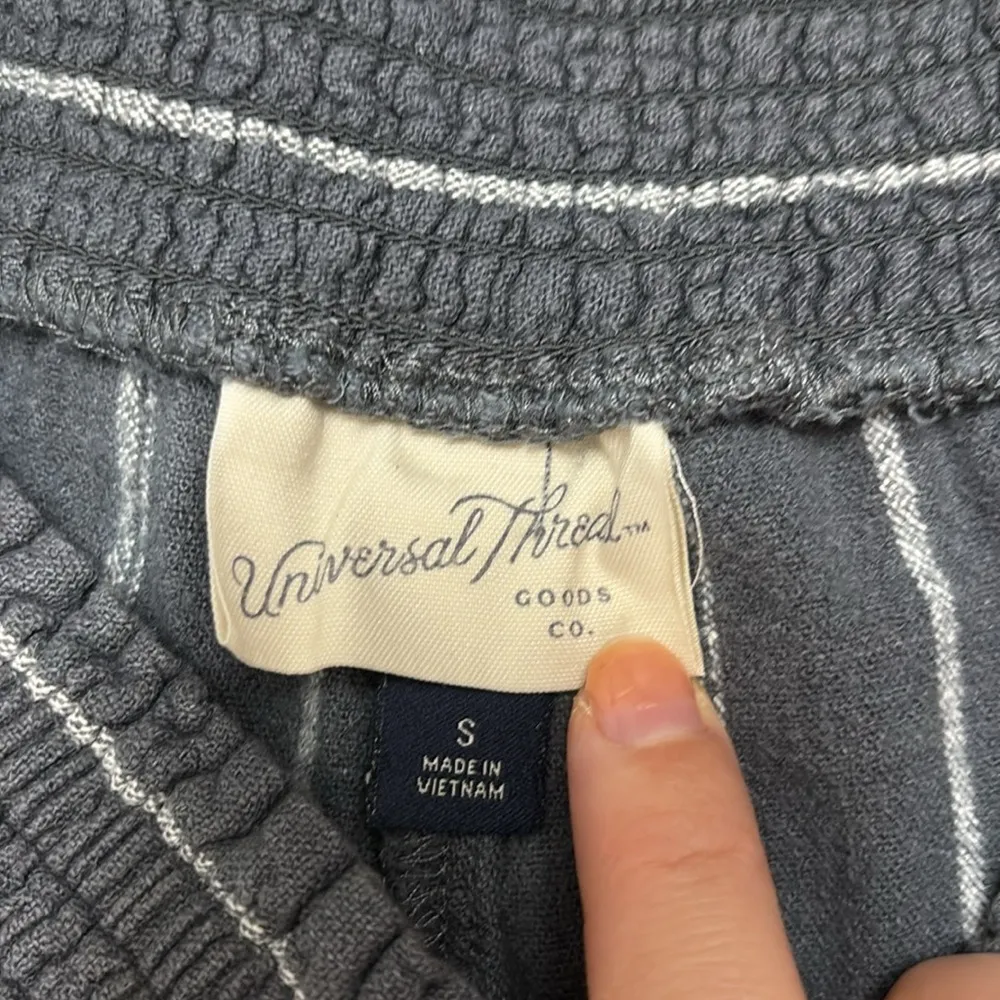 Universal Thread™
GOODS
CO.
S
MADE IN
VIETNAM